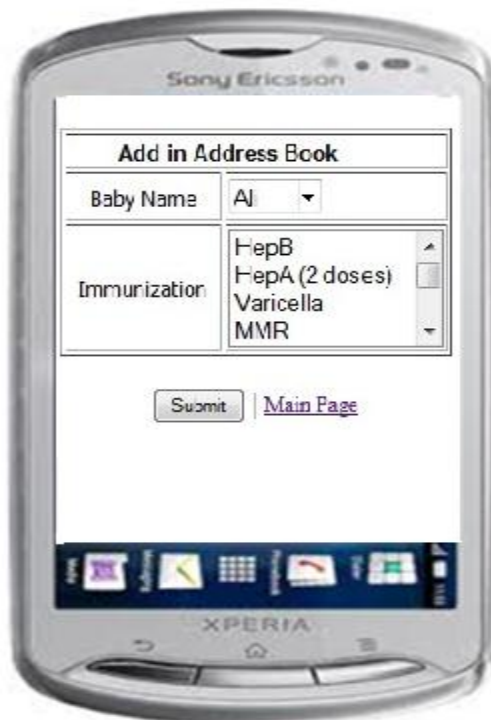 Sony Ericsson
Add in Address Book
Baby Name Ali
Immunization
HepB
HepA (2 doses)
Varicella
MMR
Submit | Main Page
XPERIA